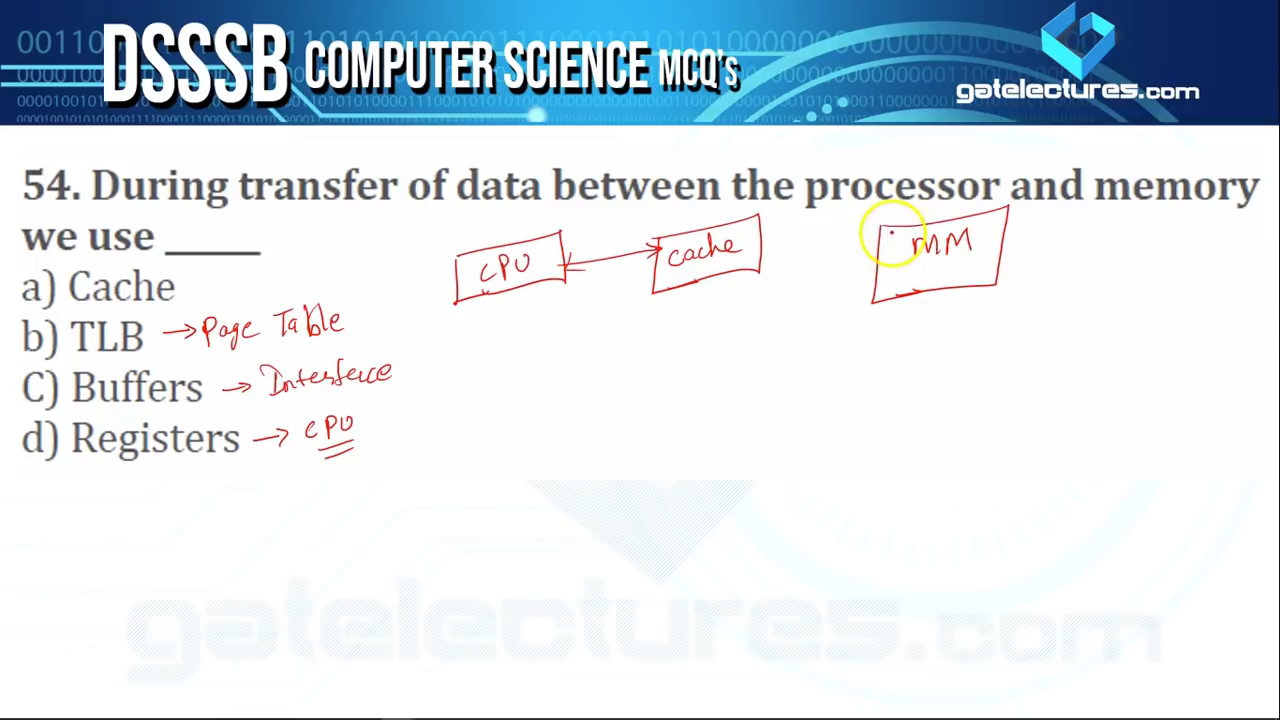 DSSSB COMPUTER SCIENCE MCQ's
gatelectures.com
54. During transfer of data between the processor and memory
we use _____
CPU cache MM
a) Cache
b) TLB → Page Table
C) Buffers → Interface
d) Registers → CPU
gatelectures.com